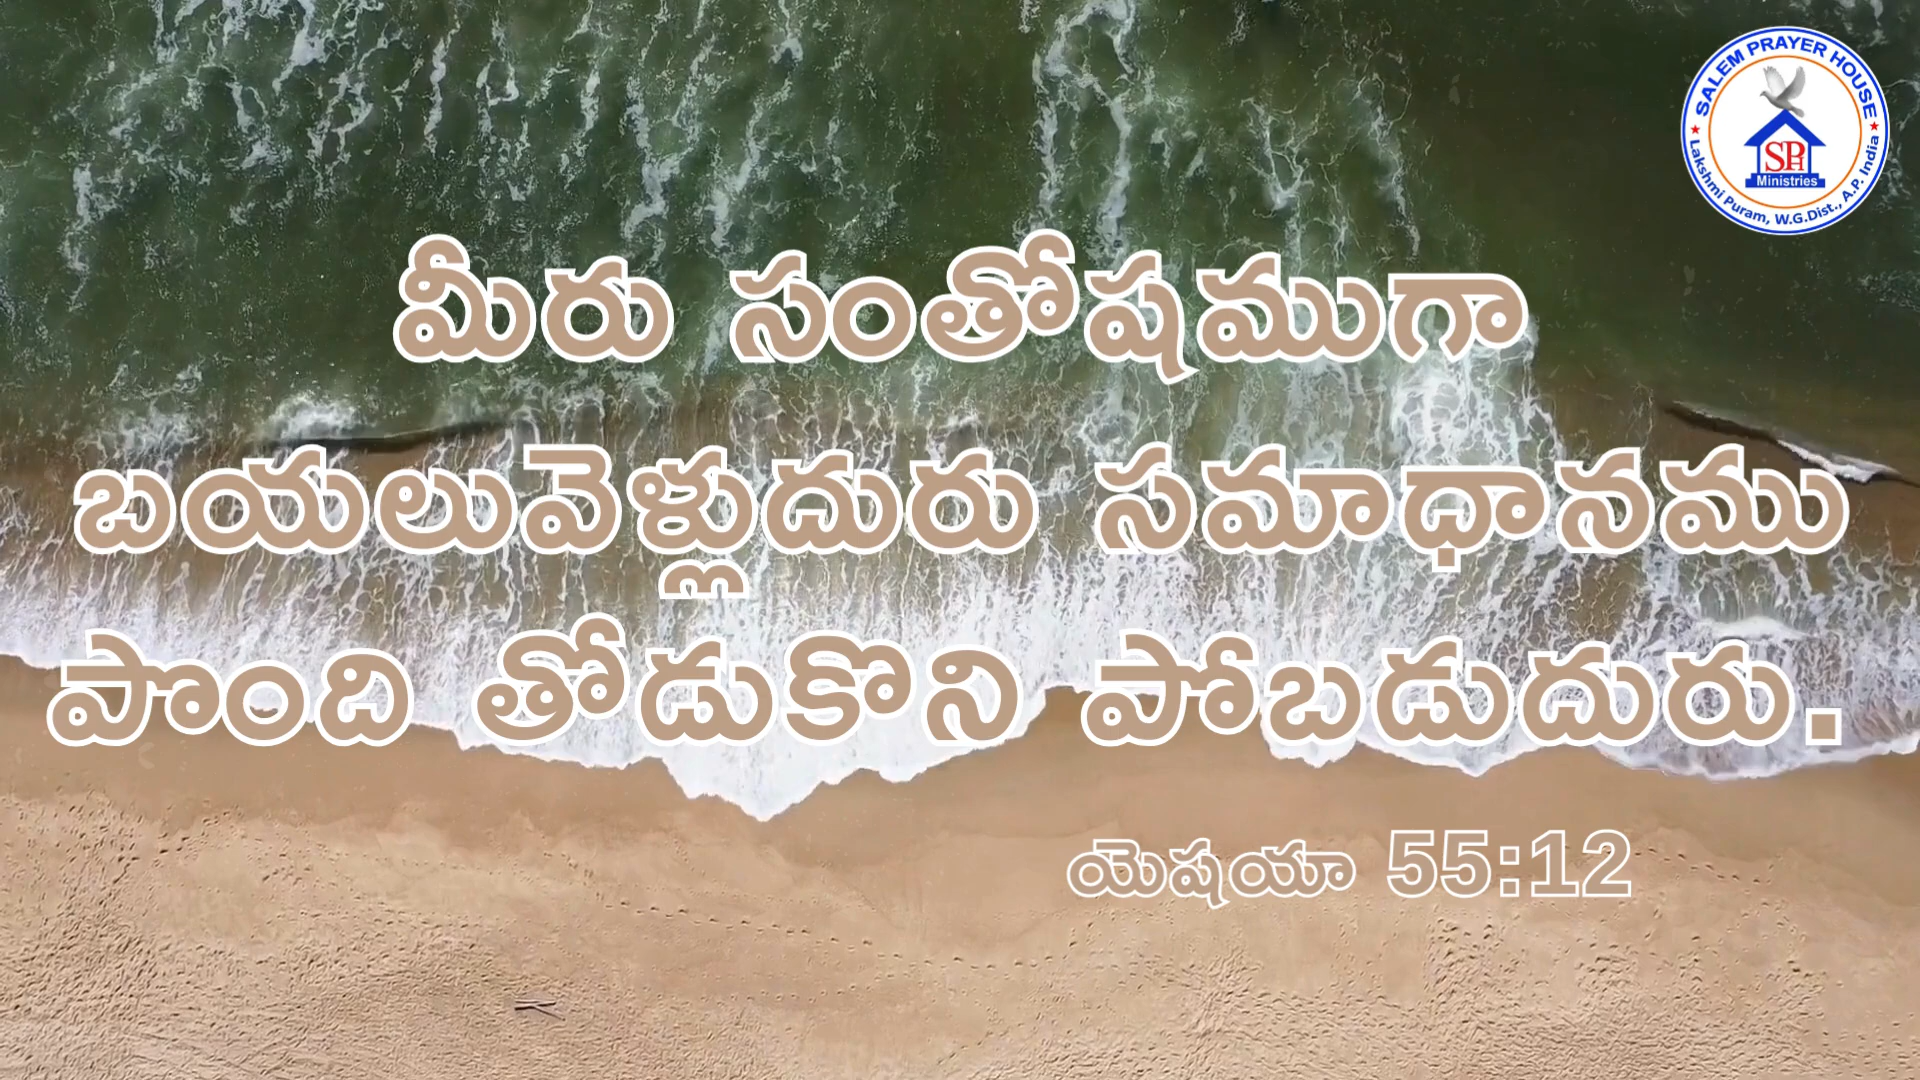 SALEM PRAYER HOUSE
SPH
Ministries
Lakshmi Puram, W.G.Dist., A.P. India
మీరు సంతోషముగా
బయలువెళ్లుదురు సమాధానము
పొంది తోడుకొని పోబడుదురు.
యెషయా 55:12